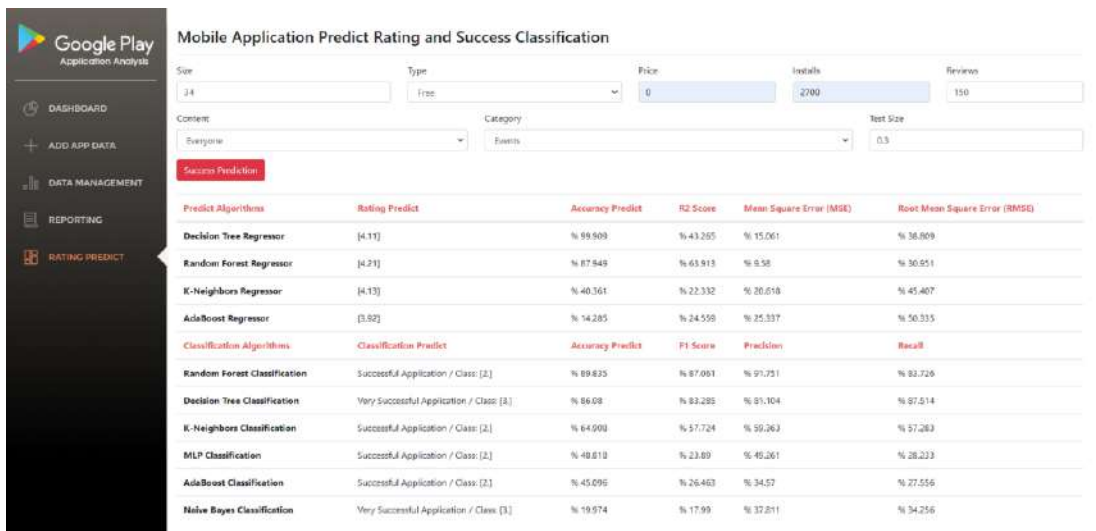 Google Play
Application Analysis
DASHBOARD
ADD APP DATA
DATA MANAGEMENT
REPORTING
RATING PREDICT
Mobile Application Predict Rating and Success Classification
Size Type Price Installs Reviews
34 Free 0 2700 150
Content Category Test Size
Everyone Events 0.3
Success Prediction
Predict Algorithms Rating Predict Accuracy Predict R2 Score Mean Square Error (MSE) Root Mean Square Error (RMSE)
Decision Tree Regressor [4.11] % 99.909 % 43.265 % 15.061 % 38.809
Random Forest Regressor [4.21] % 87.949 % 63.913 % 9.58 % 30.951
K-Neighbors Regressor [4.13] % 40.361 % 22.332 % 20.618 % 45.407
AdaBoost Regressor [3.92] % 14.285 % 24.559 % 25.337 % 50.335
Classification Algorithms Classification Predict Accuracy Predict F1 Score Precision Recall
Random Forest Classification Successful Application / Class: [2.] % 89.835 % 87.061 % 91.751 % 83.726
Decision Tree Classification Very Successful Application / Class: [3.] % 86.08 % 83.285 % 81.104 % 87.514
K-Neighbors Classification Successful Application / Class: [2.] % 64.908 % 57.724 % 59.363 % 57.283
MLP Classification Successful Application / Class: [2.] % 48.818 % 23.89 % 45.261 % 28.233
AdaBoost Classification Successful Application / Class: [2.] % 45.096 % 26.463 % 34.57 % 27.556
Naive Bayes Classification Very Successful Application / Class: [3.] % 19.974 % 17.99 % 37.811 % 34.256